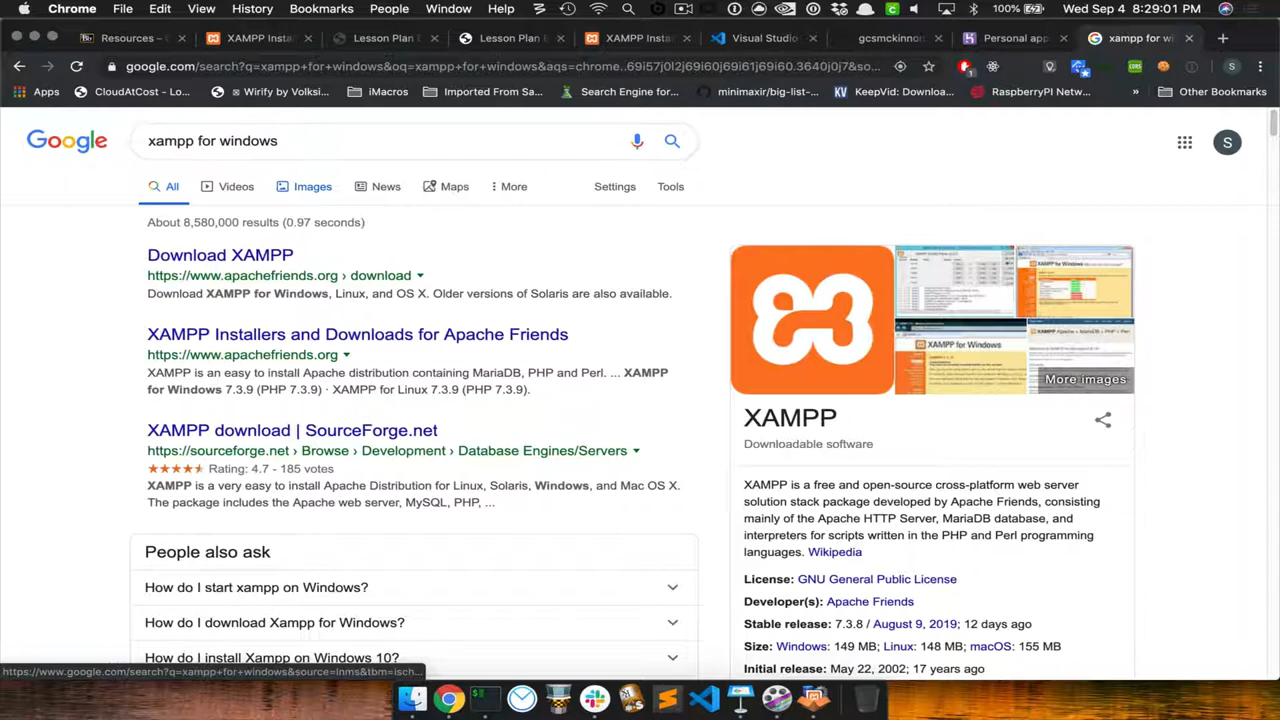 Chrome File Edit View History Bookmarks People Window Help 100% Wed Sep 4 8:29:01 PM
Resources – C
XAMPP Insta
Lesson Plan
Lesson Plan
XAMPP Insta
Visual Studio
gcsmckinnon
Personal app
xampp for wi
google.com/search?q=xampp+for+windows&oq=xampp+for+windows&aqs=chrome..69i57j0l2j69i60j69i61j69i60.3640j0j7&so...
Apps CloudAtCost - Lo... Wirify by Volksi... iMacros Imported From Sa... Search Engine for... minimaxir/big-list-... KeepVid: Downloa... RaspberryPI Netw... » Other Bookmarks
Google
xampp for windows
S
All Videos Images News Maps More Settings Tools
About 8,580,000 results (0.97 seconds)
Download XAMPP
https://www.apachefriends.org › download
Download XAMPP for Windows, Linux, and OS X. Older versions of Solaris are also available.
XAMPP Installers and Downloads for Apache Friends
https://www.apachefriends.org
XAMPP is an easy to install Apache distribution containing MariaDB, PHP and Perl. ... XAMPP
for Windows 7.3.9 (PHP 7.3.9) · XAMPP for Linux 7.3.9 (PHP 7.3.9).
XAMPP download | SourceForge.net
https://sourceforge.net › Browse › Development › Database Engines/Servers
Rating: 4.7 - 185 votes
XAMPP is a very easy to install Apache Distribution for Linux, Solaris, Windows, and Mac OS X.
The package includes the Apache web server, MySQL, PHP, ...
People also ask
How do I start xampp on Windows?
How do I download Xampp for Windows?
How do I install Xampp on Windows 10?
https://www.google.com/search?q=xampp+for+windows&source=lnms&tbm=isch...
XAMPP for Windows
XAMPP for Windows
More images
XAMPP
Downloadable software
XAMPP is a free and open-source cross-platform web server
solution stack package developed by Apache Friends, consisting
mainly of the Apache HTTP Server, MariaDB database, and
interpreters for scripts written in the PHP and Perl programming
languages. Wikipedia
License: GNU General Public License
Developer(s): Apache Friends
Stable release: 7.3.8 / August 9, 2019; 12 days ago
Size: Windows: 149 MB, Linux: 148 MB, macOS: 155 MB
Initial release: May 22, 2002; 17 years ago